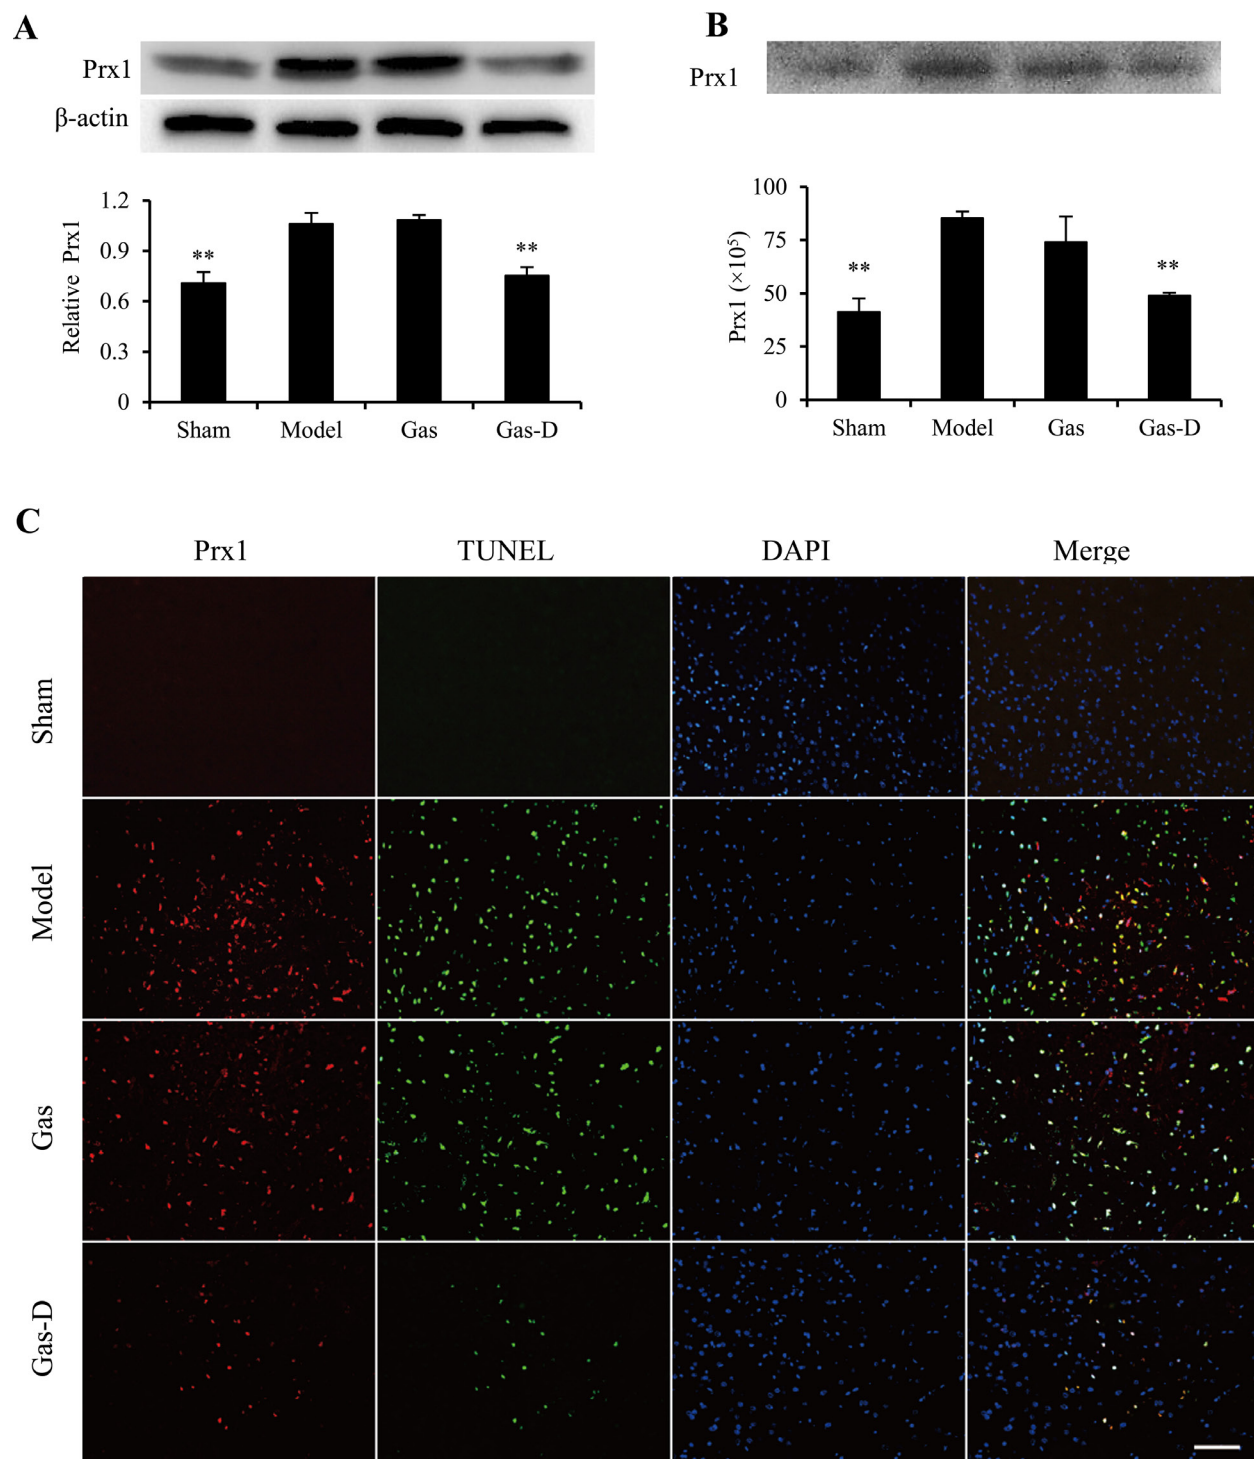 A
Prx1
β-actin
1.2
0.9
0.6
0.3
0
Relative Prx1
**
**
Sham Model Gas Gas-D
B
Prx1
100
75
50
25
0
Prx1 (×10⁵)
**
**
Sham Model Gas Gas-D
C
Prx1 TUNEL DAPI Merge
Sham
Model
Gas
Gas-D